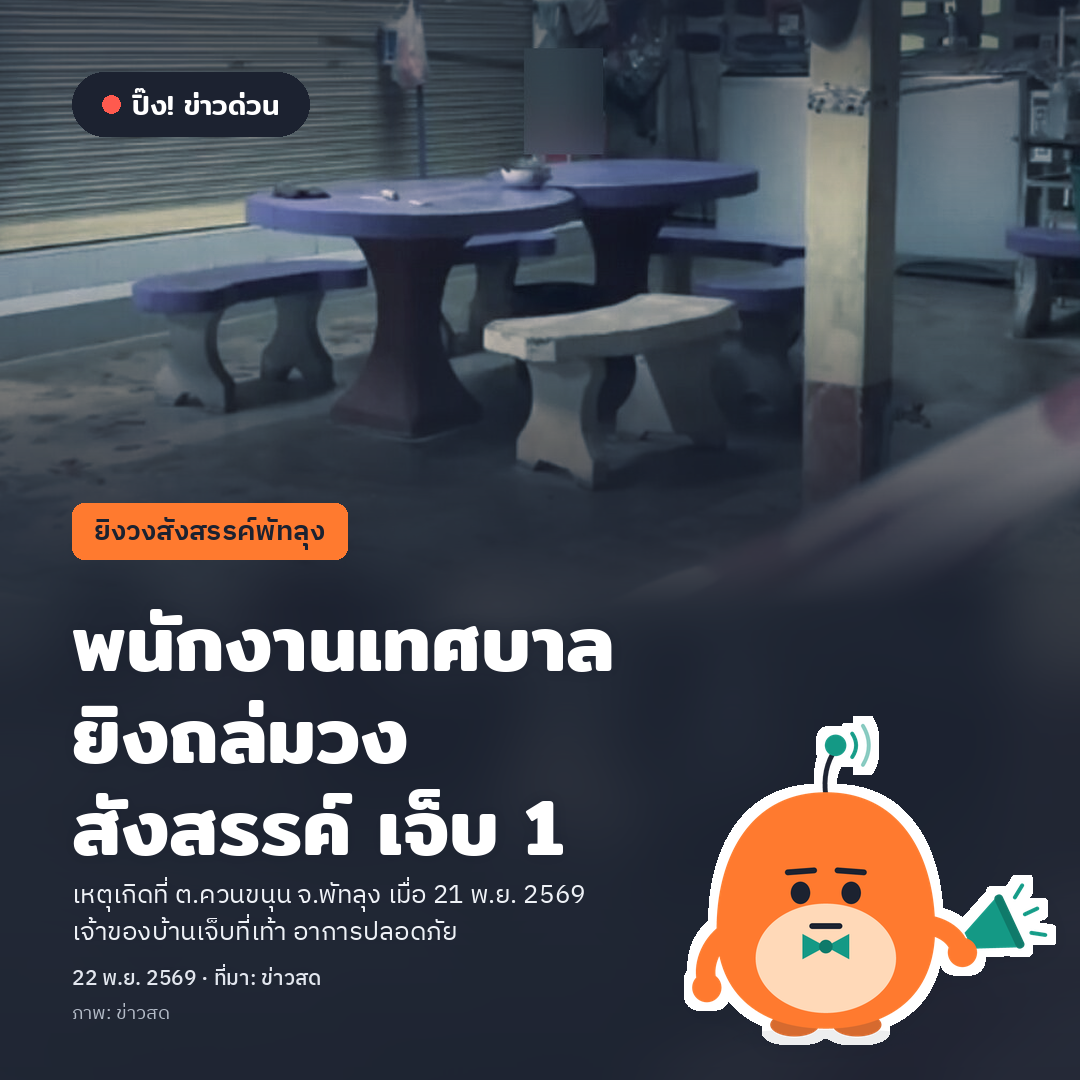 ปิ๊ง! ข่าวด่วน
ยิงวงสังสรรค์พัทลุง
พนักงานเทศบาล
ยิงถล่มวง
สังสรรค์ เจ็บ 1
เหตุเกิดที่ ต.ควนขนุน จ.พัทลุง เมื่อ 21 พ.ย. 2569
เจ้าของบ้านเจ็บที่เท้า อาการปลอดภัย
22 พ.ย. 2569 · ที่มา: ข่าวสด
ภาพ: ข่าวสด